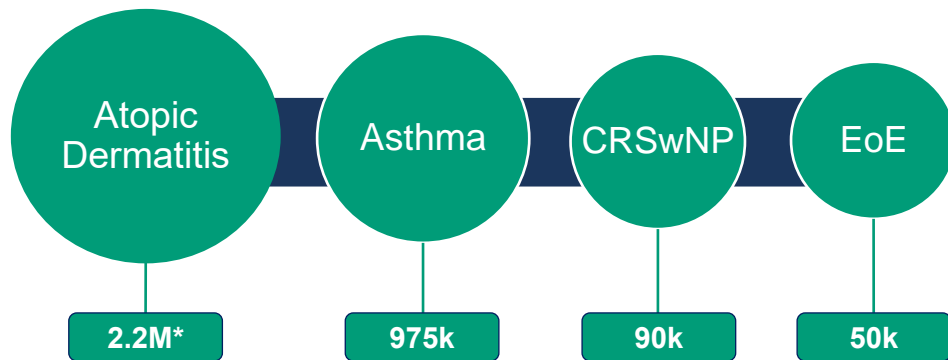 Atopic
Dermatitis
Asthma
CRSwNP
EoE
2.2M*
975k
90k
50k